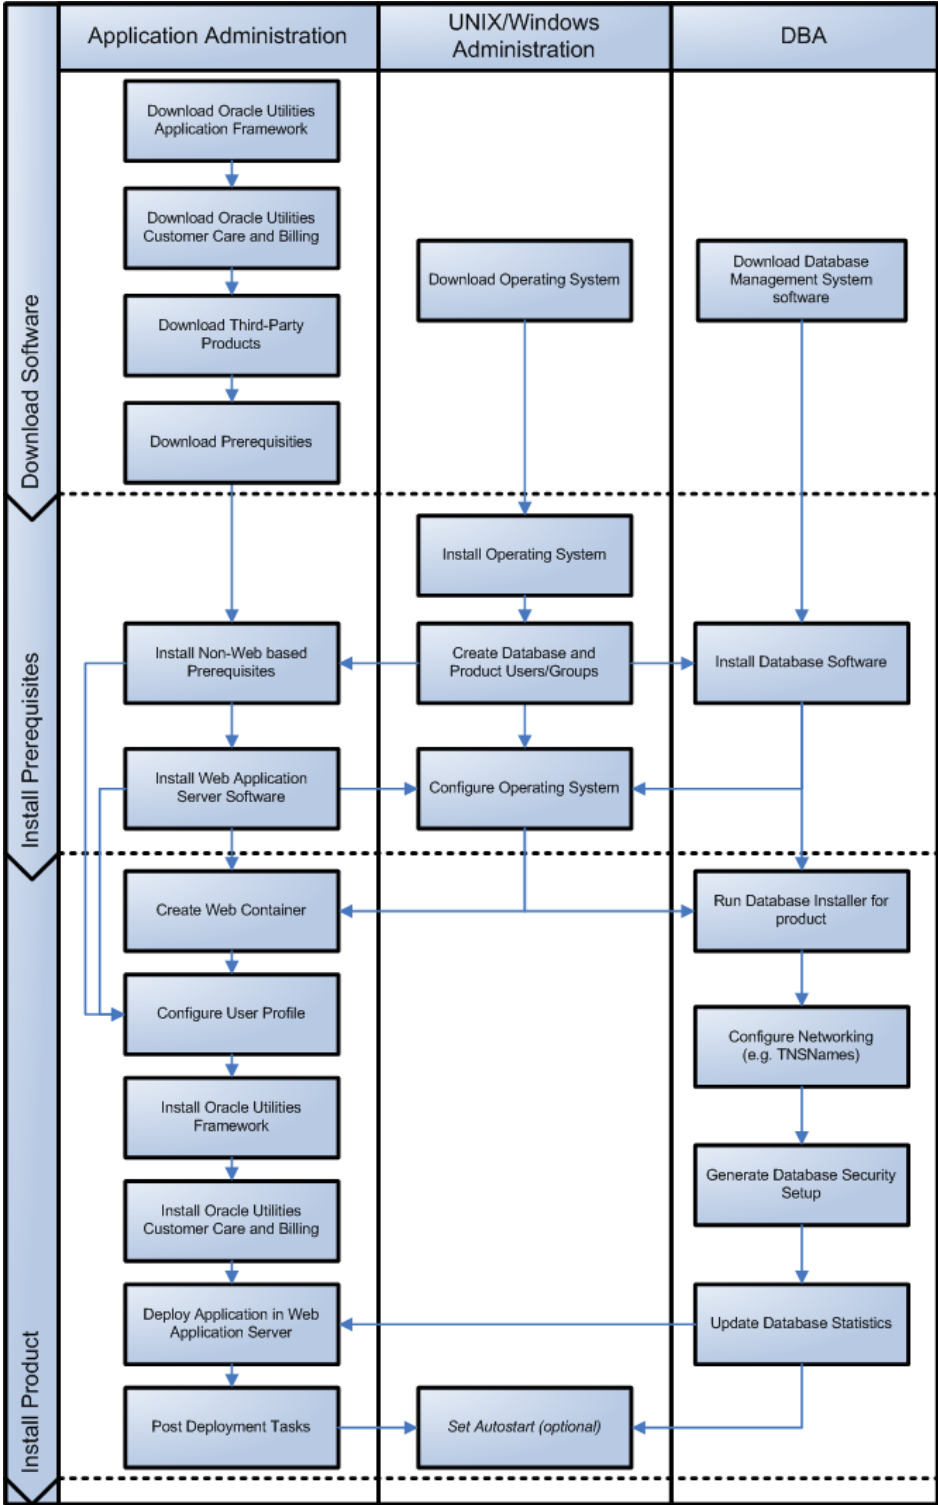 Application Administration
UNIX/Windows
Administration
DBA
Download Software
Download Oracle Utilities
Application Framework
Download Oracle Utilities
Customer Care and Billing
Download Operating System
Download Database
Management System
software
Download Third-Party
Products
Download Prerequisities
Install Prerequisites
Install Operating System
Install Non-Web based
Prerequisites
Create Database and
Product Users/Groups
Install Database Software
Install Web Application
Server Software
Configure Operating System
Install Product
Create Web Container
Run Database Installer for
product
Configure User Profile
Configure Networking
(e.g. TNSNames)
Install Oracle Utilities
Framework
Generate Database Security
Setup
Install Oracle Utilities
Customer Care and Billing
Deploy Application in Web
Application Server
Update Database Statistics
Post Deployment Tasks
Set Autostart (optional)